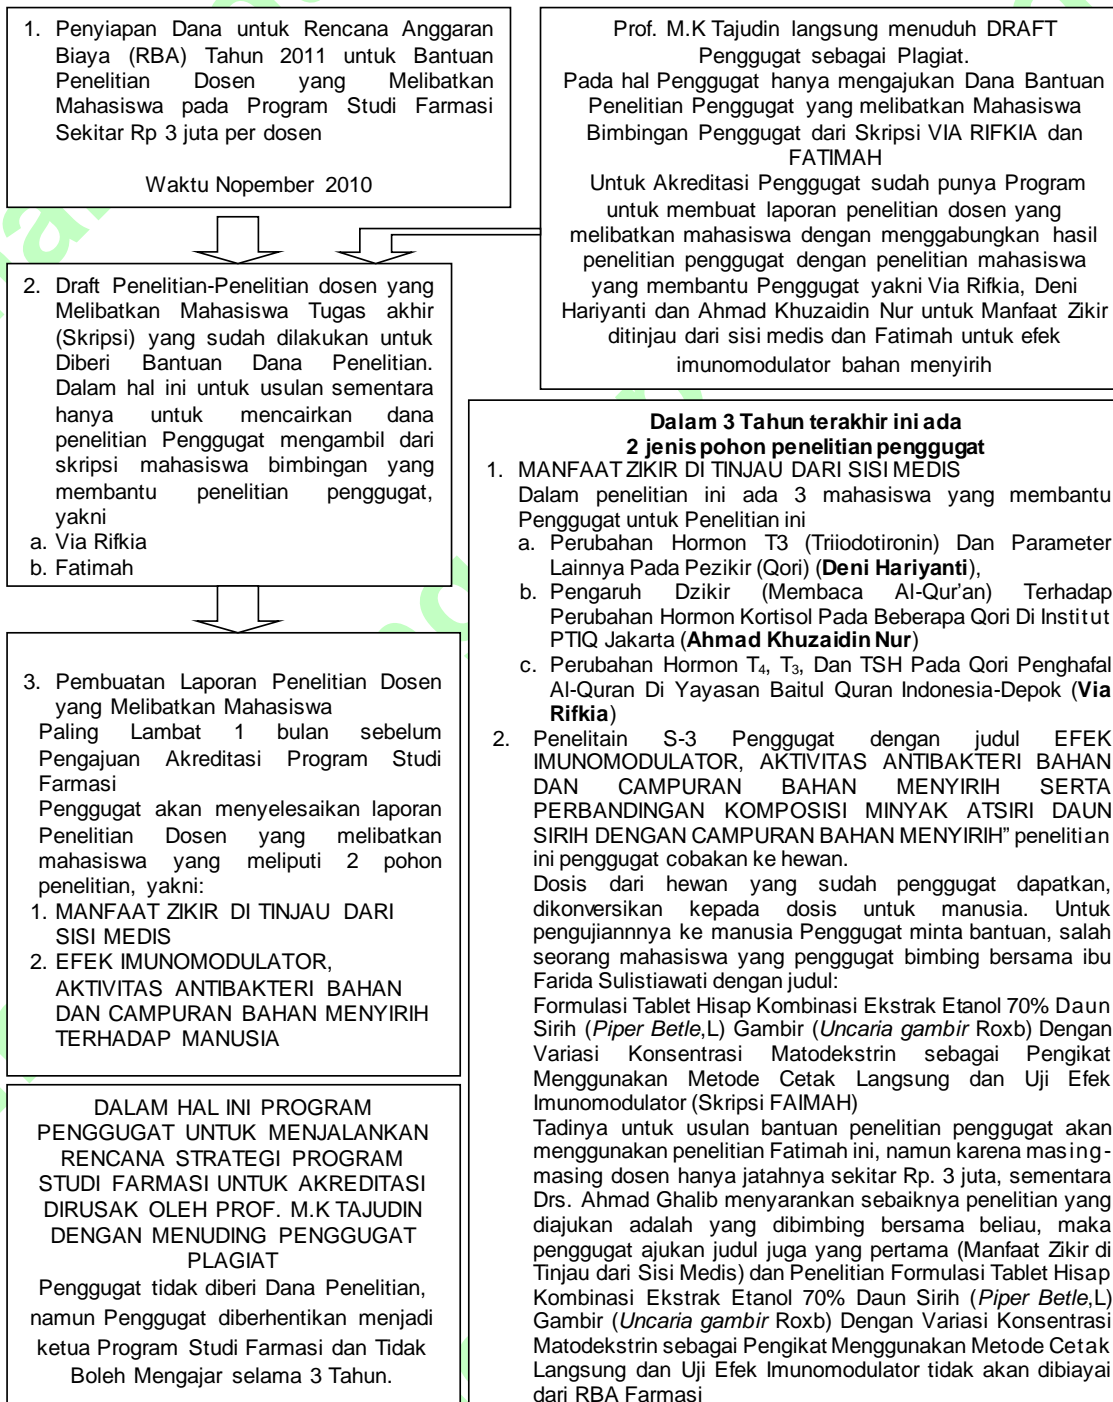 1. Penyiapan Dana untuk Rencana Anggaran
Biaya (RBA) Tahun 2011 untuk Bantuan
Penelitian Dosen yang Melibatkan
Mahasiswa pada Program Studi Farmasi
Sekitar Rp 3 juta per dosen
Waktu Nopember 2010
Prof. M.K Tajudin langsung menuduh DRAFT
Penggugat sebagai Plagiat.
Pada hal Penggugat hanya mengajukan Dana Bantuan
Penelitian Penggugat yang melibatkan Mahasiswa
Bimbingan Penggugat dari Skripsi VIA RIFKIA dan
FATIMAH
Untuk Akreditasi Penggugat sudah punya Program
untuk membuat laporan penelitian dosen yang
melibatkan mahasiswa dengan menggabungkan hasil
penelitian penggugat dengan penelitian mahasiswa
yang membantu Penggugat yakni Via Rifkia, Deni
Hariyanti dan Ahmad Khuzaidin Nur untuk Manfaat Zikir
ditinjau dari sisi medis dan Fatimah untuk efek
imunomodulator bahan menyirih
2. Draft Penelitian-Penelitian dosen yang
Melibatkan Mahasiswa Tugas akhir
(Skripsi) yang sudah dilakukan untuk
Diberi Bantuan Dana Penelitian.
Dalam hal ini untuk usulan sementara
hanya untuk mencairkan dana
penelitian Penggugat mengambil dari
skripsi mahasiswa bimbingan yang
membantu penelitian penggugat,
yakni
a. Via Rifkia
b. Fatimah
3. Pembuatan Laporan Penelitian Dosen
yang Melibatkan Mahasiswa
Paling Lambat 1 bulan sebelum
Pengajuan Akreditasi Program Studi
Farmasi
Penggugat akan menyelesaikan laporan
Penelitian Dosen yang melibatkan
mahasiswa yang meliputi 2 pohon
penelitian, yakni:
1. MANFAAT ZIKIR DI TINJAU DARI
SISI MEDIS
2. EFEK IMUNOMODULATOR,
AKTIVITAS ANTIBAKTERI BAHAN
DAN CAMPURAN BAHAN MENYIRIH
TERHADAP MANUSIA
DALAM HAL INI PROGRAM
PENGGUGAT UNTUK MENJALANKAN
RENCANA STRATEGI PROGRAM
STUDI FARMASI UNTUK AKREDITASI
DIRUSAK OLEH PROF. M.K TAJUDIN
DENGAN MENUDING PENGGUGAT
PLAGIAT
Penggugat tidak diberi Dana Penelitian,
namun Penggugat diberhentikan menjadi
ketua Program Studi Farmasi dan Tidak
Boleh Mengajar selama 3 Tahun.
Dalam 3 Tahun terakhir ini ada
2 jenis pohon penelitian penggugat
1. MANFAAT ZIKIR DI TINJAU DARI SISI MEDIS
Dalam penelitian ini ada 3 mahasiswa yang membantu
Penggugat untuk Penelitian ini
a. Perubahan Hormon T3 (Triiodotironin) Dan Parameter
Lainnya Pada Pezikir (Qori) (Deni Hariyanti),
b. Pengaruh Dzikir (Membaca Al-Qur'an) Terhadap
Perubahan Hormon Kortisol Pada Beberapa Qori Di Institut
PTIQ Jakarta (Ahmad Khuzaidin Nur)
c. Perubahan Hormon T4, T3, Dan TSH Pada Qori Penghafal
Al-Quran Di Yayasan Baitul Quran Indonesia-Depok (Via
Rifkia)
2. Penelitain S-3 Penggugat dengan judul EFEK
IMUNOMODULATOR, AKTIVITAS ANTIBAKTERI BAHAN
DAN CAMPURAN BAHAN MENYIRIH SERTA
PERBANDINGAN KOMPOSISI MINYAK ATSIRI DAUN
SIRIH DENGAN CAMPURAN BAHAN MENYIRIH” penelitian
ini penggugat cobakan ke hewan.
Dosis dari hewan yang sudah penggugat dapatkan,
dikonversikan kepada dosis untuk manusia. Untuk
pengujiannnya ke manusia Penggugat minta bantuan, salah
seorang mahasiswa yang penggugat bimbing bersama ibu
Farida Sulistiawati dengan judul:
Formulasi Tablet Hisap Kombinasi Ekstrak Etanol 70% Daun
Sirih (Piper Betle,L) Gambir (Uncaria gambir Roxb) Dengan
Variasi Konsentrasi Matodekstrin sebagai Pengikat
Menggunakan Metode Cetak Langsung dan Uji Efek
Imunomodulator (Skripsi FAIMAH)
Tadinya untuk usulan bantuan penelitian penggugat akan
menggunakan penelitian Fatimah ini, namun karena masing-
masing dosen hanya jatahnya sekitar Rp. 3 juta, sementara
Drs. Ahmad Ghalib menyarankan sebaiknya penelitian yang
diajukan adalah yang dibimbing bersama beliau, maka
penggugat ajukan judul juga yang pertama (Manfaat Zikir di
Tinjau dari Sisi Medis) dan Penelitian Formulasi Tablet Hisap
Kombinasi Ekstrak Etanol 70% Daun Sirih (Piper Betle,L)
Gambir (Uncaria gambir Roxb) Dengan Variasi Konsentrasi
Matodekstrin sebagai Pengikat Menggunakan Metode Cetak
Langsung dan Uji Efek Imunomodulator tidak akan dibiayai
dari RBA Farmasi